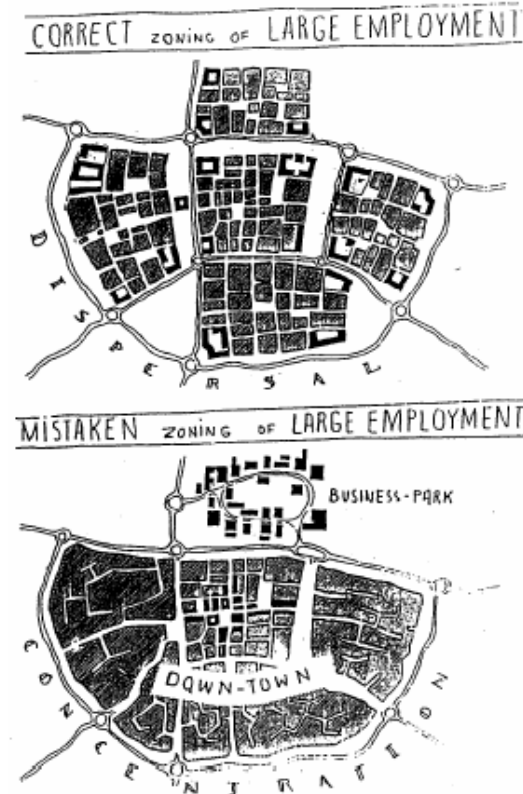 CORRECT ZONING OF LARGE EMPLOYMENT
DISPERSAL
MISTAKEN ZONING OF LARGE EMPLOYMENT
BUSINESS-PARK
DOWN-TOWN
CONCENTRATION